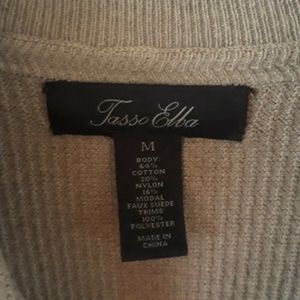 Tasso Elba
M
BODY
64%
COTTON
20%
NYLON
16%
MODAL
FAUX SUEDE
TRIMS
100%
POLYESTER
MADE IN
CHINA